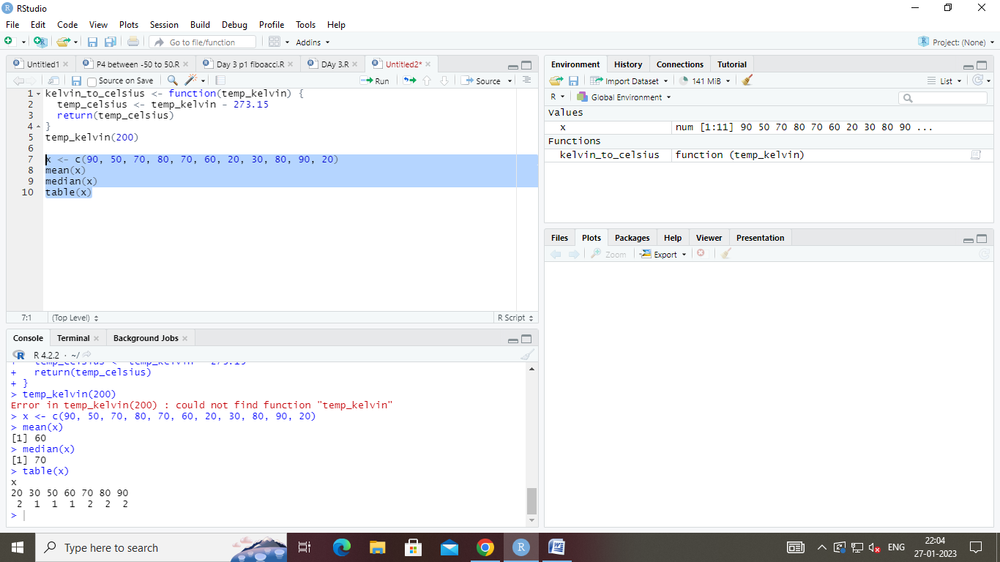 RStudio
File Edit Code View Plots Session Build Debug Profile Tools Help
Go to file/function Addins Project: (None)
Untitled1 P4 between -50 to 50.R Day 3 p1 fiboacci.R DAy 3.R Untitled2*
Source on Save Run Source
1 kelvin_to_celsius <- function(temp_kelvin) {
2 temp_celsius <- temp_kelvin - 273.15
3 return(temp_celsius)
4 }
5 temp_kelvin(200)
6
7 x <- c(90, 50, 70, 80, 70, 60, 20, 30, 80, 90, 20)
8 mean(x)
9 median(x)
10 table(x)
7:1 (Top Level) R Script
Console Terminal Background Jobs
R 4.2.2 · ~/
+ temp_celsius <- temp_kelvin - 273.15
+ return(temp_celsius)
+ }
> temp_kelvin(200)
Error in temp_kelvin(200) : could not find function "temp_kelvin"
> x <- c(90, 50, 70, 80, 70, 60, 20, 30, 80, 90, 20)
> mean(x)
[1] 60
> median(x)
[1] 70
> table(x)
x
20 30 50 60 70 80 90
2 1 1 1 2 2 2
>
Environment History Connections Tutorial
Import Dataset 141 MiB List
R Global Environment
Values
x num [1:11] 90 50 70 80 70 60 20 30 80 90 ...
Functions
kelvin_to_celsius function (temp_kelvin)
Files Plots Packages Help Viewer Presentation
Zoom Export
Type here to search
ENG
22:04
27-01-2023